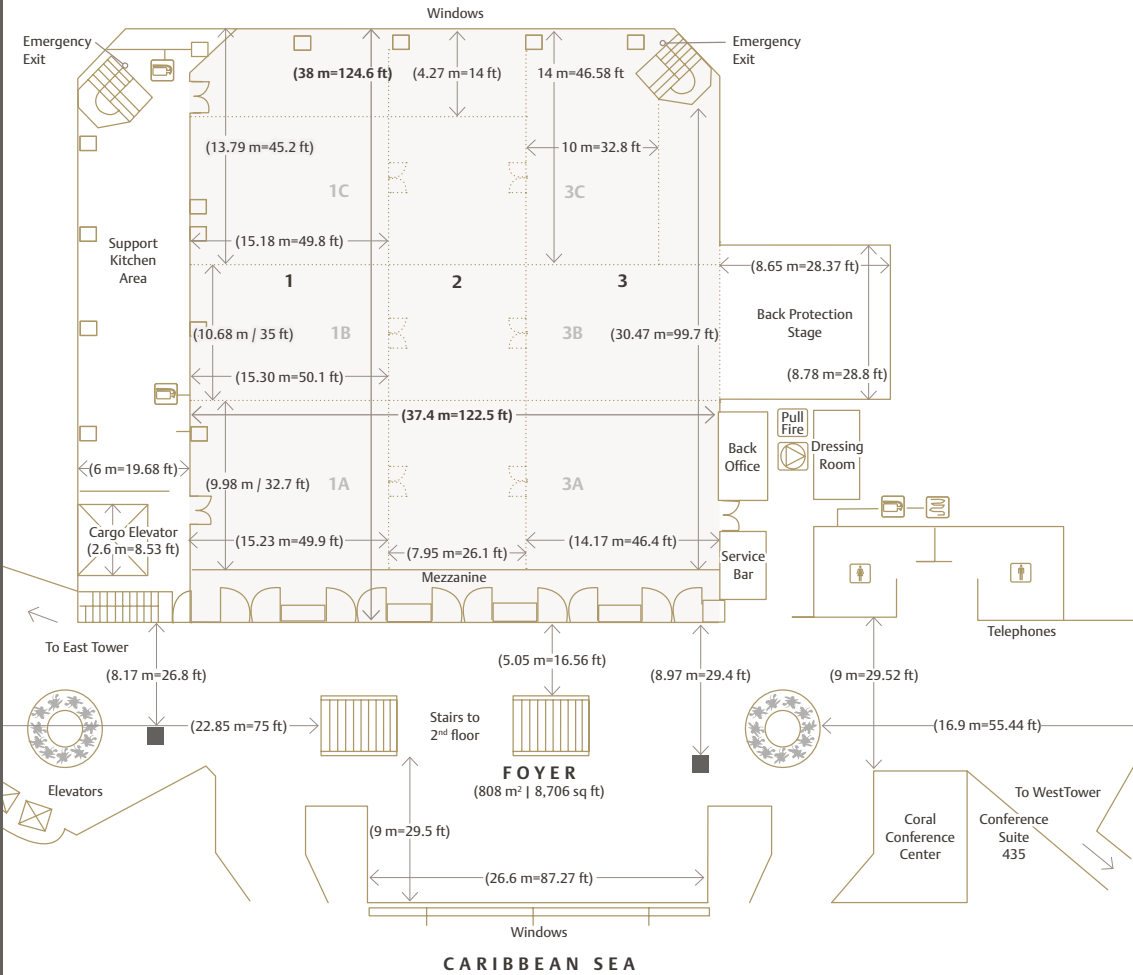 Windows
Emergency
Exit
Emergency
Exit
(38 m=124.6 ft)
(4.27 m=14 ft)
14 m=46.58 ft
(13.79 m=45.2 ft)
10 m=32.8 ft
1C
3C
(15.18 m=49.8 ft)
Support
Kitchen
Area
(8.65 m=28.37 ft)
1
2
3
Back Protection
Stage
(10.68 m / 35 ft)
1B
3B
(30.47 m=99.7 ft)
(15.30 m=50.1 ft)
(8.78 m=28.8 ft)
(37.4 m=122.5 ft)
Pull
Fire
Back
Office
Dressing
Room
(6 m=19.68 ft)
(9.98 m / 32.7 ft)
1A
3A
Cargo Elevator
(2.6 m=8.53 ft)
(15.23 m=49.9 ft)
(7.95 m=26.1 ft)
(14.17 m=46.4 ft)
Service
Bar
Mezzanine
To East Tower
Telephones
(8.17 m=26.8 ft)
(5.05 m=16.56 ft)
(8.97 m=29.4 ft)
(9 m=29.52 ft)
(22.85 m=75 ft)
Stairs to
2nd floor
(16.9 m=55.44 ft)
FOYER
(808 m² | 8,706 sq ft)
Elevators
To WestTower
(9 m=29.5 ft)
Coral
Conference
Center
Conference
Suite
435
(26.6 m=87.27 ft)
Windows
CARIBBEAN SEA